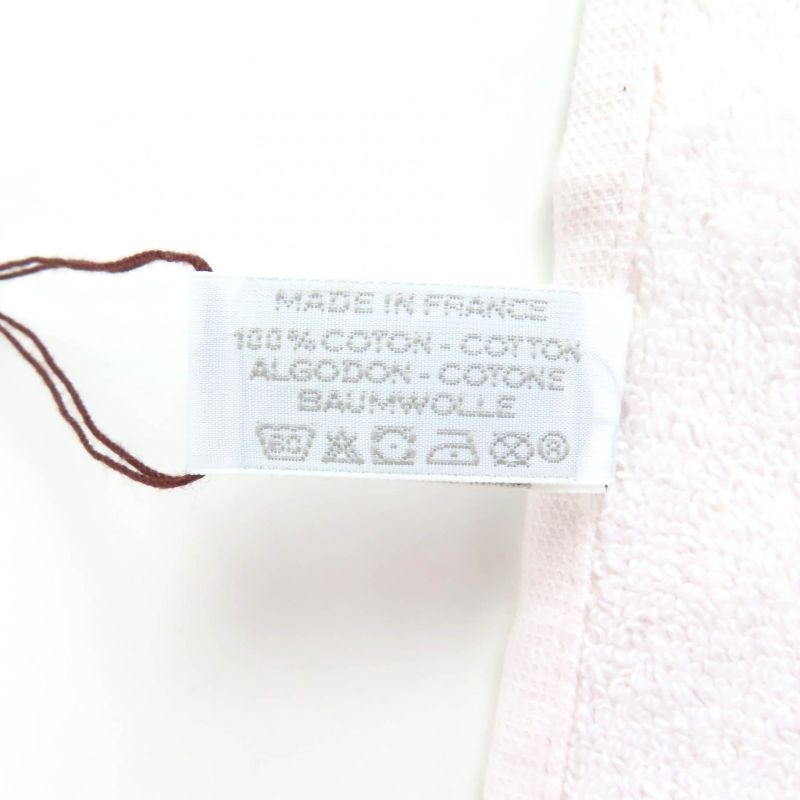 MADE IN FRANCE
100% COTON - COTTON
ALGODON - COTONE
BAUMWOLLE
®